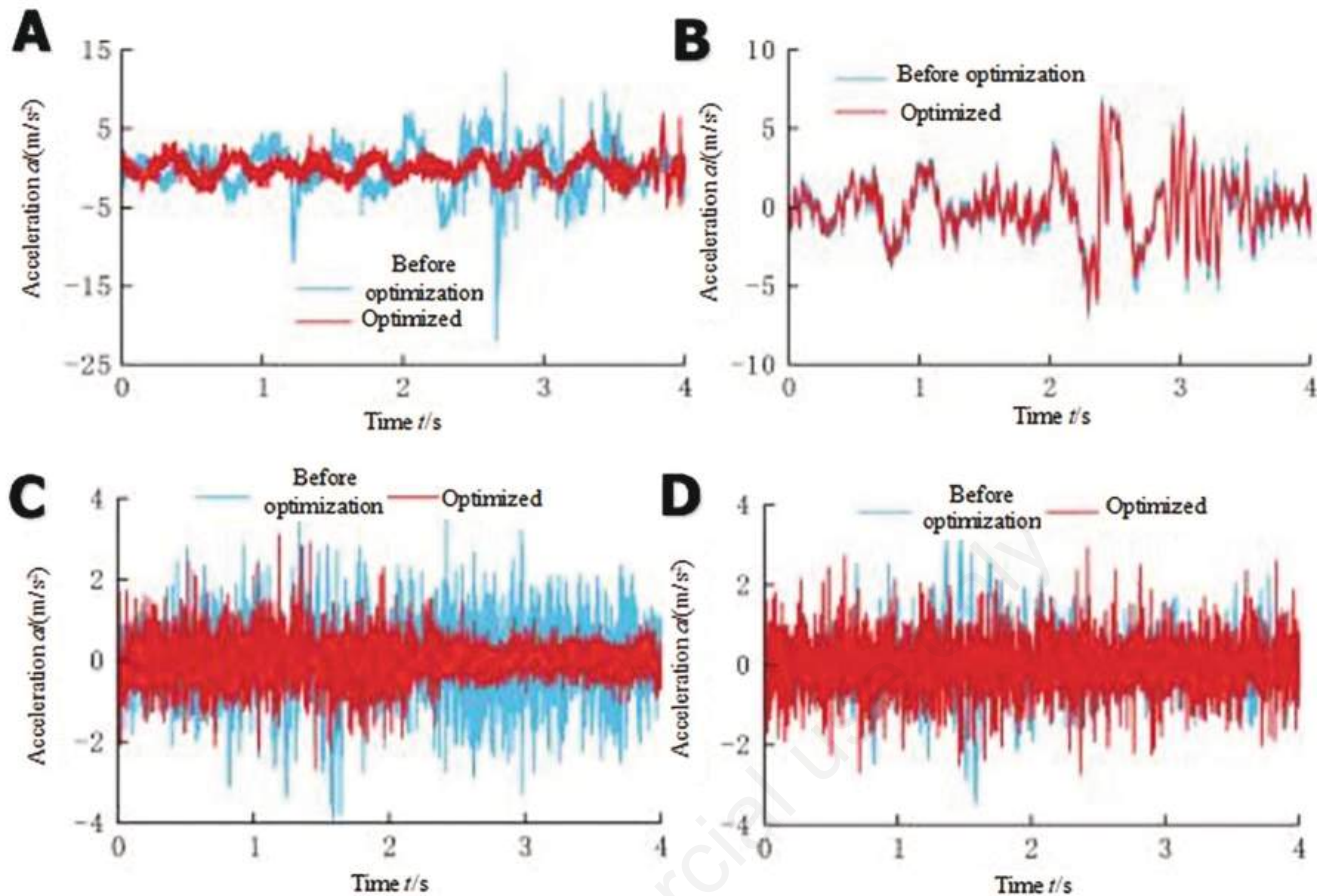 A
15
5
-5
-15
-25
Acceleration a/(m/s²)
Before
optimization
Optimized
0
1
2
3
4
Time t/s
B
10
5
0
-5
-10
Acceleration a/(m/s²)
Before optimization
Optimized
0
1
2
3
4
Time t/s
C
Before
optimization
Optimized
4
2
0
-2
-4
Acceleration a/(m/s²)
0
1
2
3
4
Time t/s
D
Before
optimization
Optimized
4
2
0
-2
-4
Acceleration a/(m/s²)
0
1
2
3
4
Time t/s